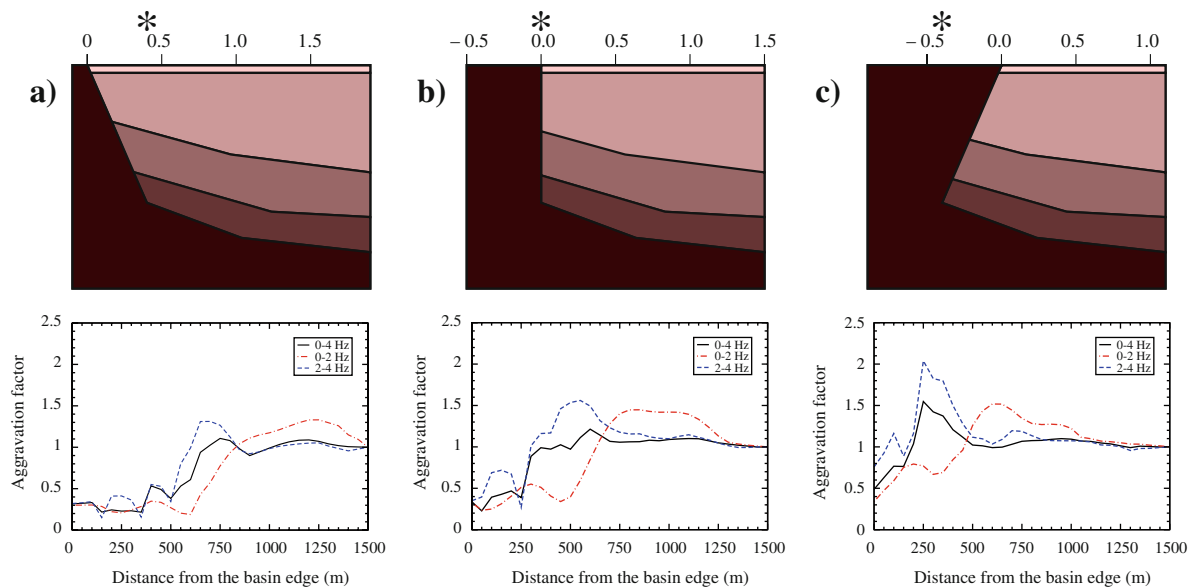 *
0 0.5 1.0 1.5
a)
2.5
2
1.5
1
0.5
0
Aggravation factor
0-4 Hz
0-2 Hz
2-4 Hz
0 250 500 750 1000 1250 1500
Distance from the basin edge (m)
*
−0.5 0.0 0.5 1.0 1.5
b)
2.5
2
1.5
1
0.5
0
Aggravation factor
0-4 Hz
0-2 Hz
2-4 Hz
0 250 500 750 1000 1250 1500
Distance from the basin edge (m)
*
−0.5 0.0 0.5 1.0
c)
2.5
2
1.5
1
0.5
0
Aggravation factor
0-4 Hz
0-2 Hz
2-4 Hz
0 250 500 750 1000 1250 1500
Distance from the basin edge (m)